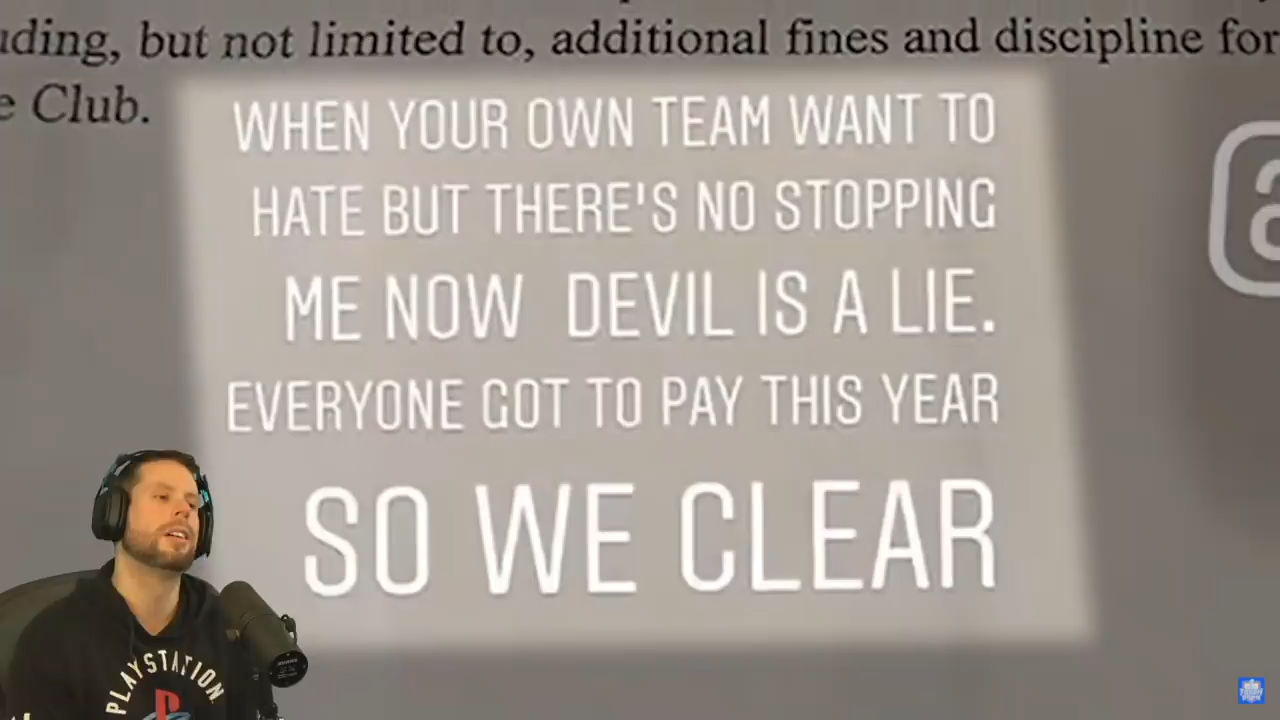 uding, but not limited to, additional fines and discipline for
e Club.
WHEN YOUR OWN TEAM WANT TO
HATE BUT THERE'S NO STOPPING
ME NOW DEVIL IS A LIE.
EVERYONE GOT TO PAY THIS YEAR
SO WE CLEAR
PLAYSTATION